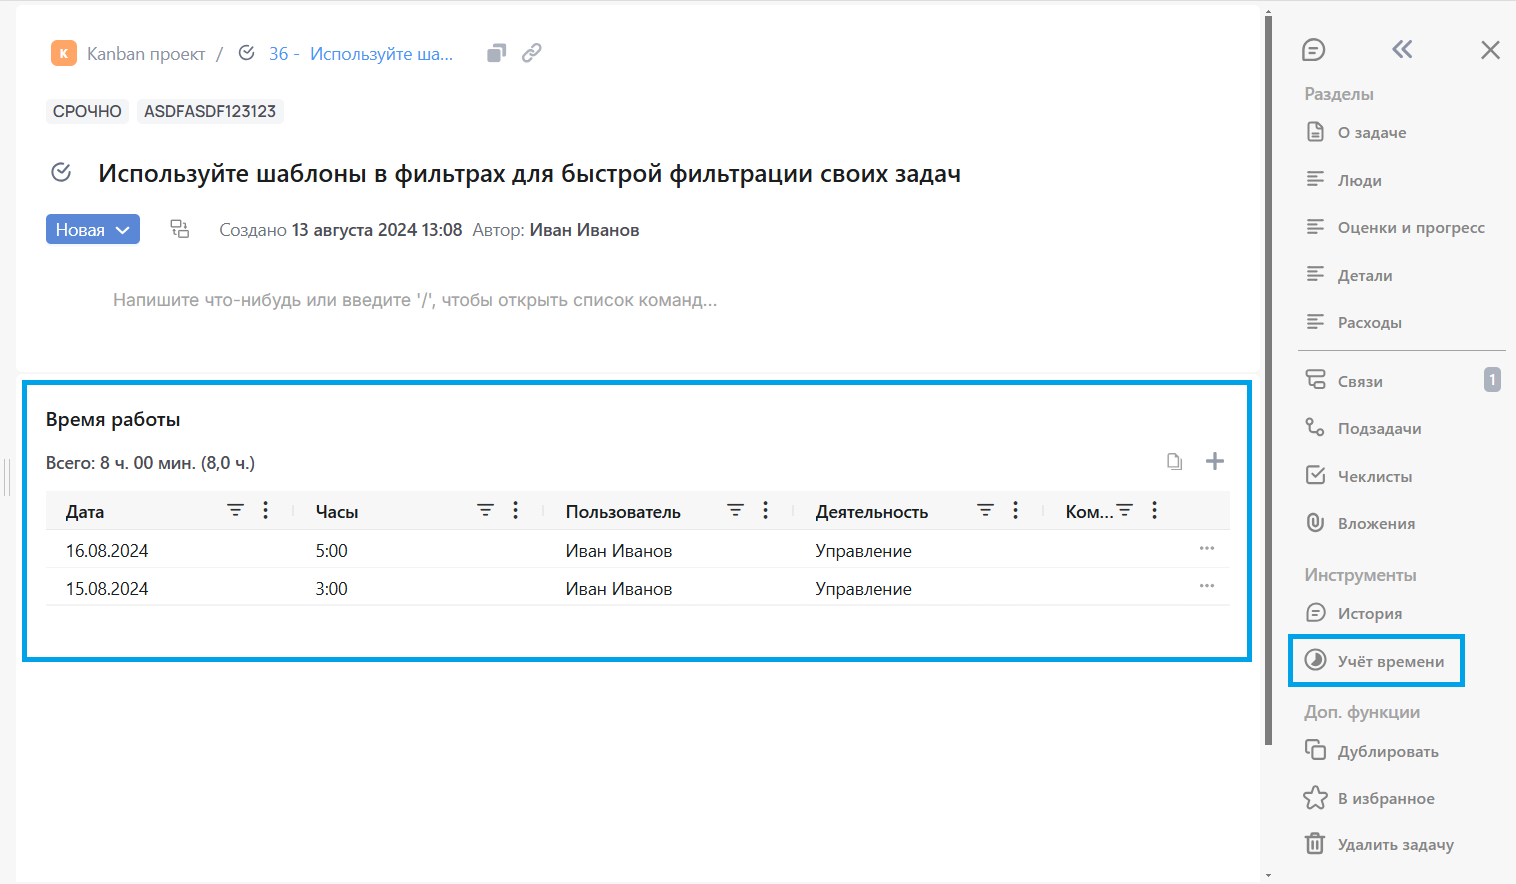 K Kanban проект / 36 - Используйте ша...
СРОЧНО ASDFASDF123123
Используйте шаблоны в фильтрах для быстрой фильтрации своих задач
Новая Создано 13 августа 2024 13:08 Автор: Иван Иванов
Напишите что-нибудь или введите '/', чтобы открыть список команд...
Время работы
Всего: 8 ч. 00 мин. (8,0 ч.)
Дата Часы Пользователь Деятельность Ком...
16.08.2024 5:00 Иван Иванов Управление
15.08.2024 3:00 Иван Иванов Управление
Разделы
О задаче
Люди
Оценки и прогресс
Детали
Расходы
Связи 1
Подзадачи
Чеклисты
Вложения
Инструменты
История
Учёт времени
Доп. функции
Дублировать
В избранное
Удалить задачу